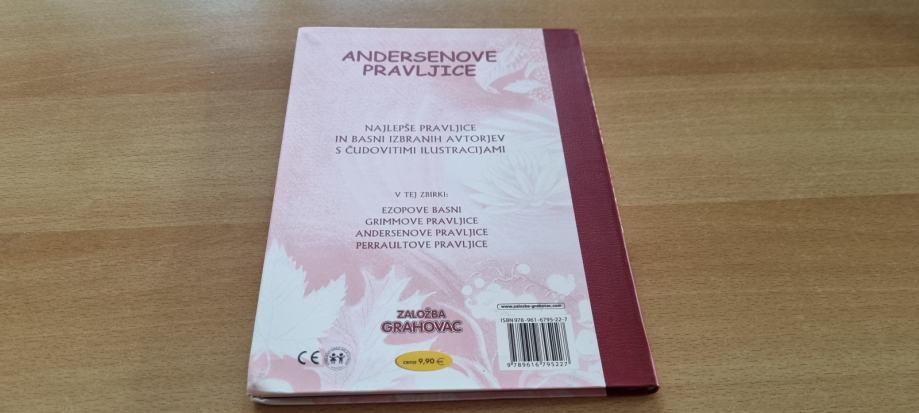 ANDERSENOVE
PRAVLJICE
NAJLEPŠE PRAVLJICE
IN BASNI IZBRANIH AVTORJEV
S ČUDOVITIMI ILUSTRACIJAMI
V TEJ ZBIRKI:
EZOPOVE BASNI
GRIMMOVE PRAVLJICE
ANDERSENOVE PRAVLJICE
PERRAULTOVE PRAVLJICE
ZALOŽBA
GRAHOVAC
www.zalozba-grahovac.com
ISBN 978-961-6795-22-7
9 789616 795227
CE
cena 9,90 €